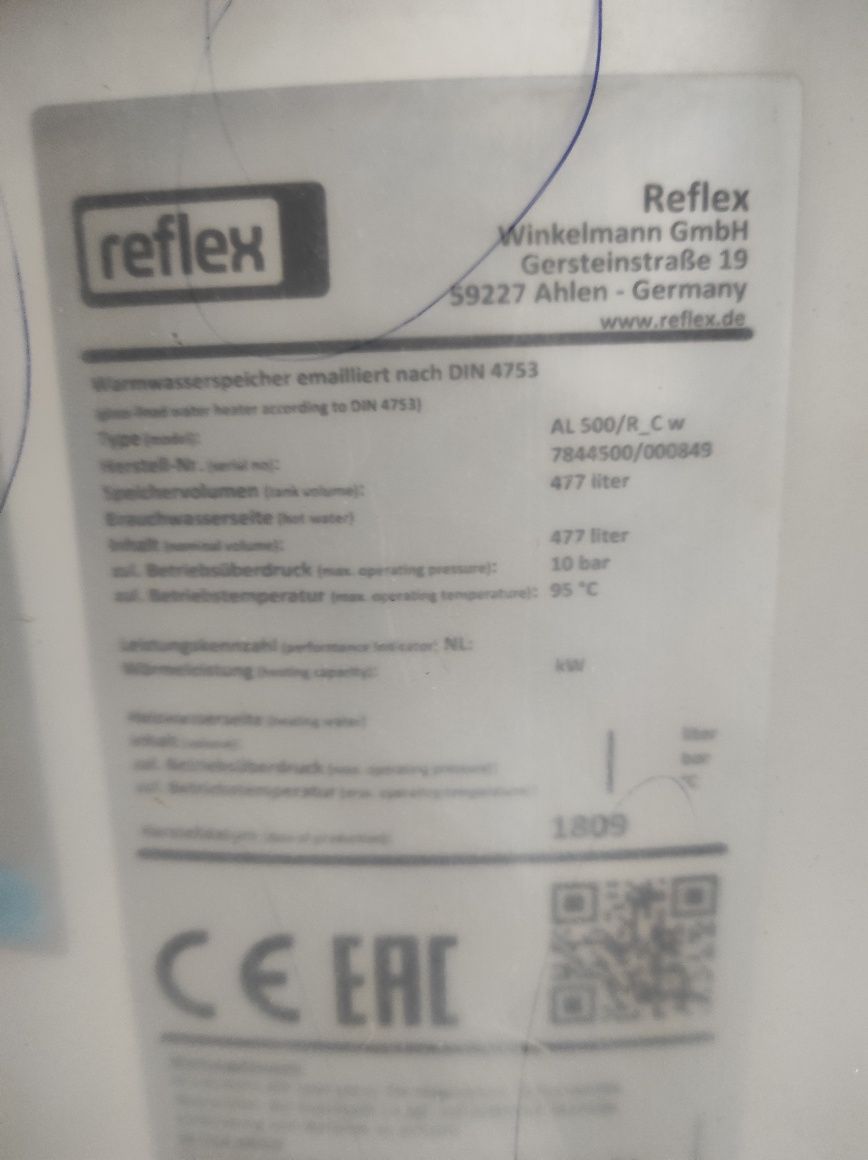 reflex
Reflex
Winkelmann GmbH
Gersteinstraße 19
59227 Ahlen - Germany
www.reflex.de
Warmwasserspeicher emailliert nach DIN 4753
(glass-lined water heater according to DIN 4753)
Type (model): AL 500/R_C w
Herstell-Nr. (serial no): 7844500/000849
Speichervolumen (tank volume): 477 liter
Brauchwasserseite (hot water)
Inhalt (nominal volume): 477 liter
zul. Betriebsüberdruck (max. operating pressure): 10 bar
zul. Betriebstemperatur (max. operating temperature): 95 °C
Leistungskennzahl (performance indicator) NL:
Wärmeleistung (heating capacity): kW
Heizwasserseite (heating water)
Inhalt liter
zul. Betriebsüberdruck (max. operating pressure): bar
zul. Betriebstemperatur (max. operating temperature): °C
Herstelldatum (date of production): 1809
CE EAC